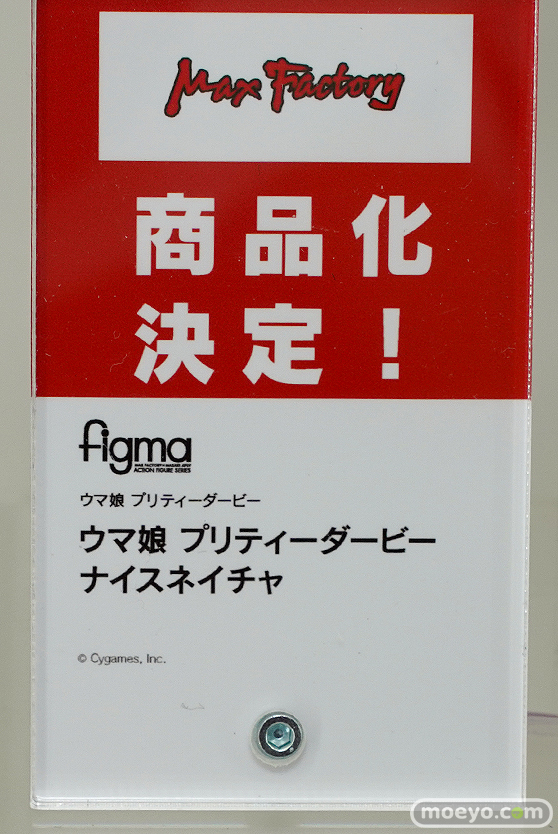 Max Factory
商品化
決定！
figma
MAX FACTORY × MASAKI APSY
ACTION FIGURE SERIES
ウマ娘 プリティーダービー
ウマ娘 プリティーダービー
ナイスネイチャ
© Cygames, Inc.
moeyo.com